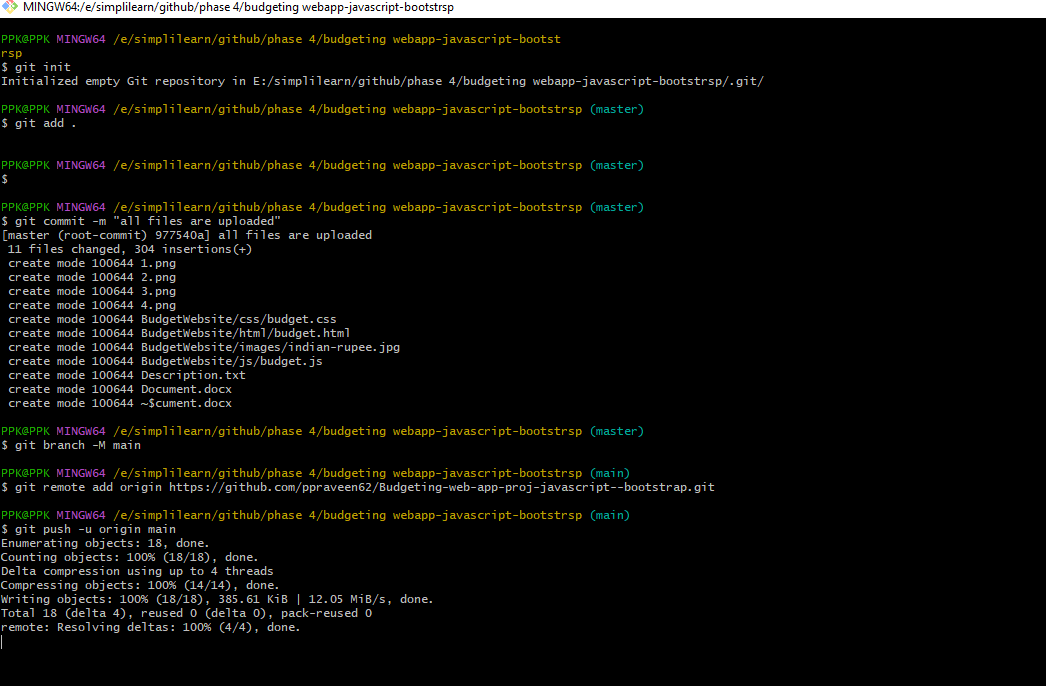 MINGW64:/e/simplilearn/github/phase 4/budgeting webapp-javascript-bootstrsp
PPK@PPK MINGW64 /e/simplilearn/github/phase 4/budgeting webapp-javascript-bootst
rsp
$ git init
Initialized empty Git repository in E:/simplilearn/github/phase 4/budgeting webapp-javascript-bootstrsp/.git/
PPK@PPK MINGW64 /e/simplilearn/github/phase 4/budgeting webapp-javascript-bootstrsp (master)
$ git add .
PPK@PPK MINGW64 /e/simplilearn/github/phase 4/budgeting webapp-javascript-bootstrsp (master)
$
PPK@PPK MINGW64 /e/simplilearn/github/phase 4/budgeting webapp-javascript-bootstrsp (master)
$ git commit -m "all files are uploaded"
[master (root-commit) 977540a] all files are uploaded
 11 files changed, 304 insertions(+)
 create mode 100644 1.png
 create mode 100644 2.png
 create mode 100644 3.png
 create mode 100644 4.png
 create mode 100644 BudgetWebsite/css/budget.css
 create mode 100644 BudgetWebsite/html/budget.html
 create mode 100644 BudgetWebsite/images/indian-rupee.jpg
 create mode 100644 BudgetWebsite/js/budget.js
 create mode 100644 Description.txt
 create mode 100644 Document.docx
 create mode 100644 ~$cument.docx
PPK@PPK MINGW64 /e/simplilearn/github/phase 4/budgeting webapp-javascript-bootstrsp (master)
$ git branch -M main
PPK@PPK MINGW64 /e/simplilearn/github/phase 4/budgeting webapp-javascript-bootstrsp (main)
$ git remote add origin https://github.com/ppraveen62/Budgeting-web-app-proj-javascript--bootstrap.git
PPK@PPK MINGW64 /e/simplilearn/github/phase 4/budgeting webapp-javascript-bootstrsp (main)
$ git push -u origin main
Enumerating objects: 18, done.
Counting objects: 100% (18/18), done.
Delta compression using up to 4 threads
Compressing objects: 100% (14/14), done.
Writing objects: 100% (18/18), 385.61 KiB | 12.05 MiB/s, done.
Total 18 (delta 4), reused 0 (delta 0), pack-reused 0
remote: Resolving deltas: 100% (4/4), done.